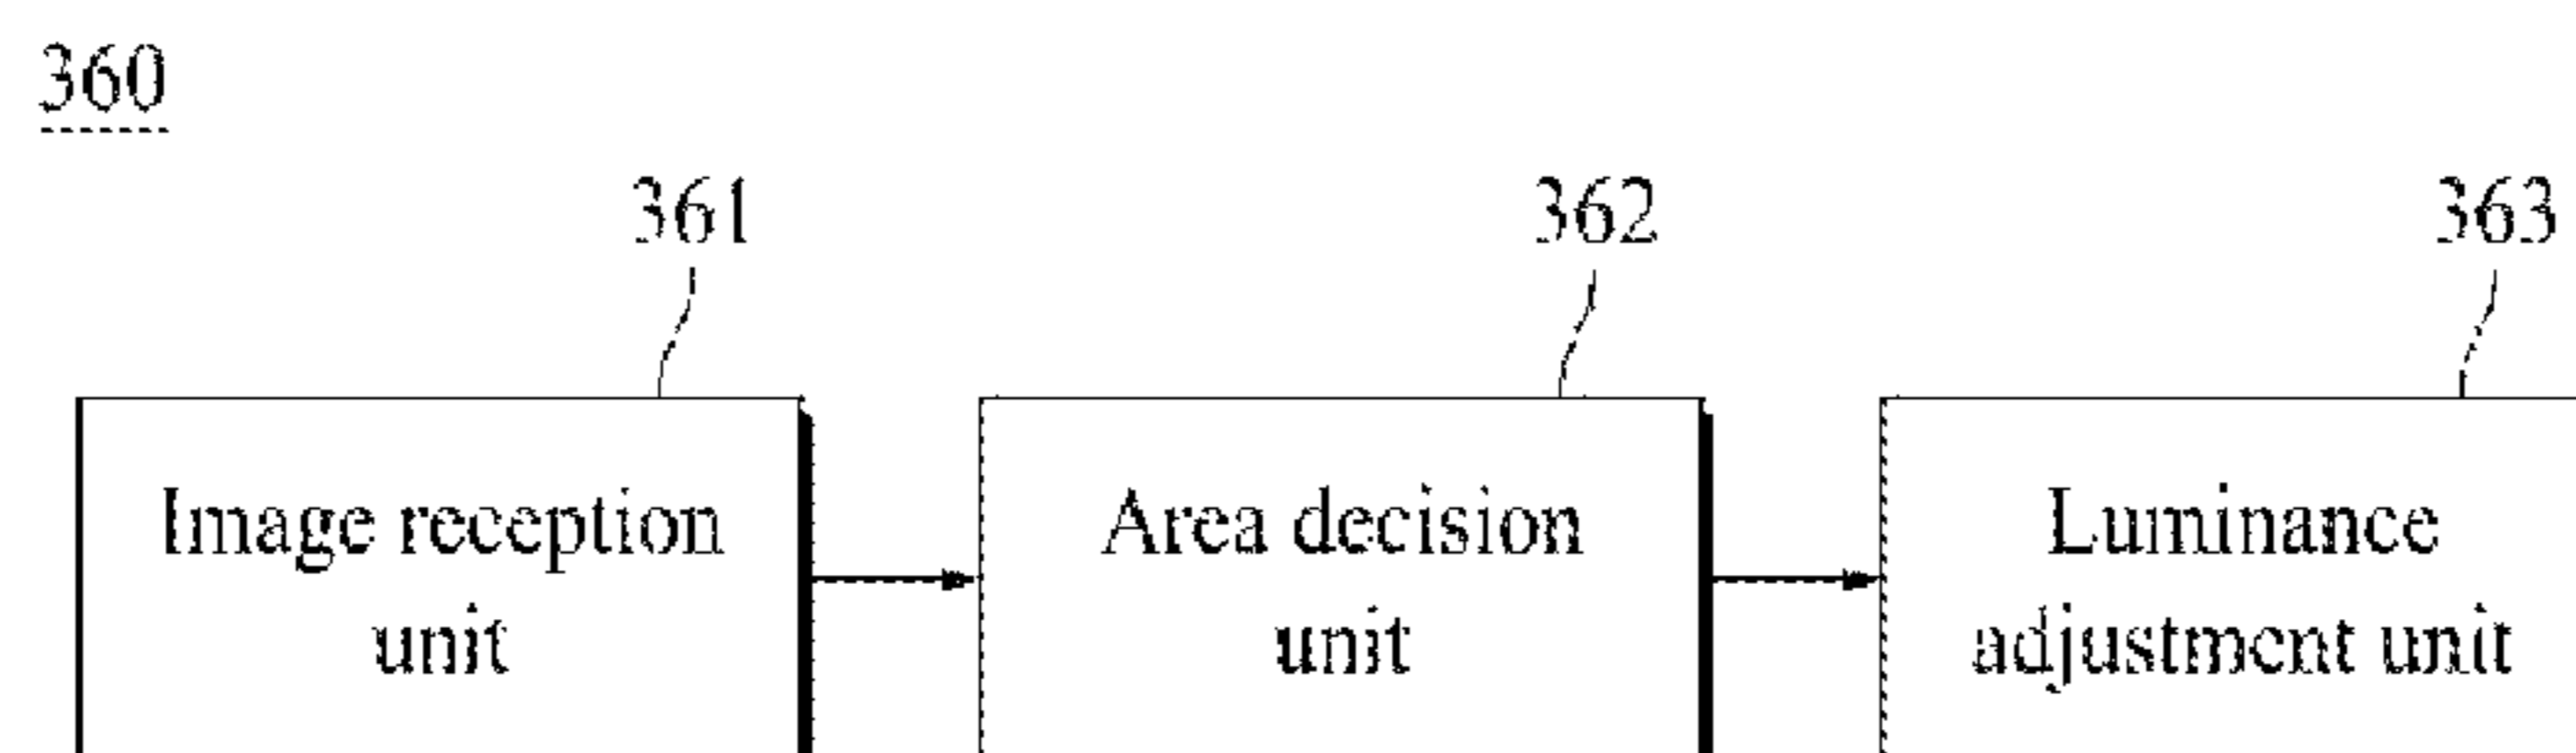 360
361
362
363
Image reception
unit
Area decision
unit
Luminance
adjustment unit